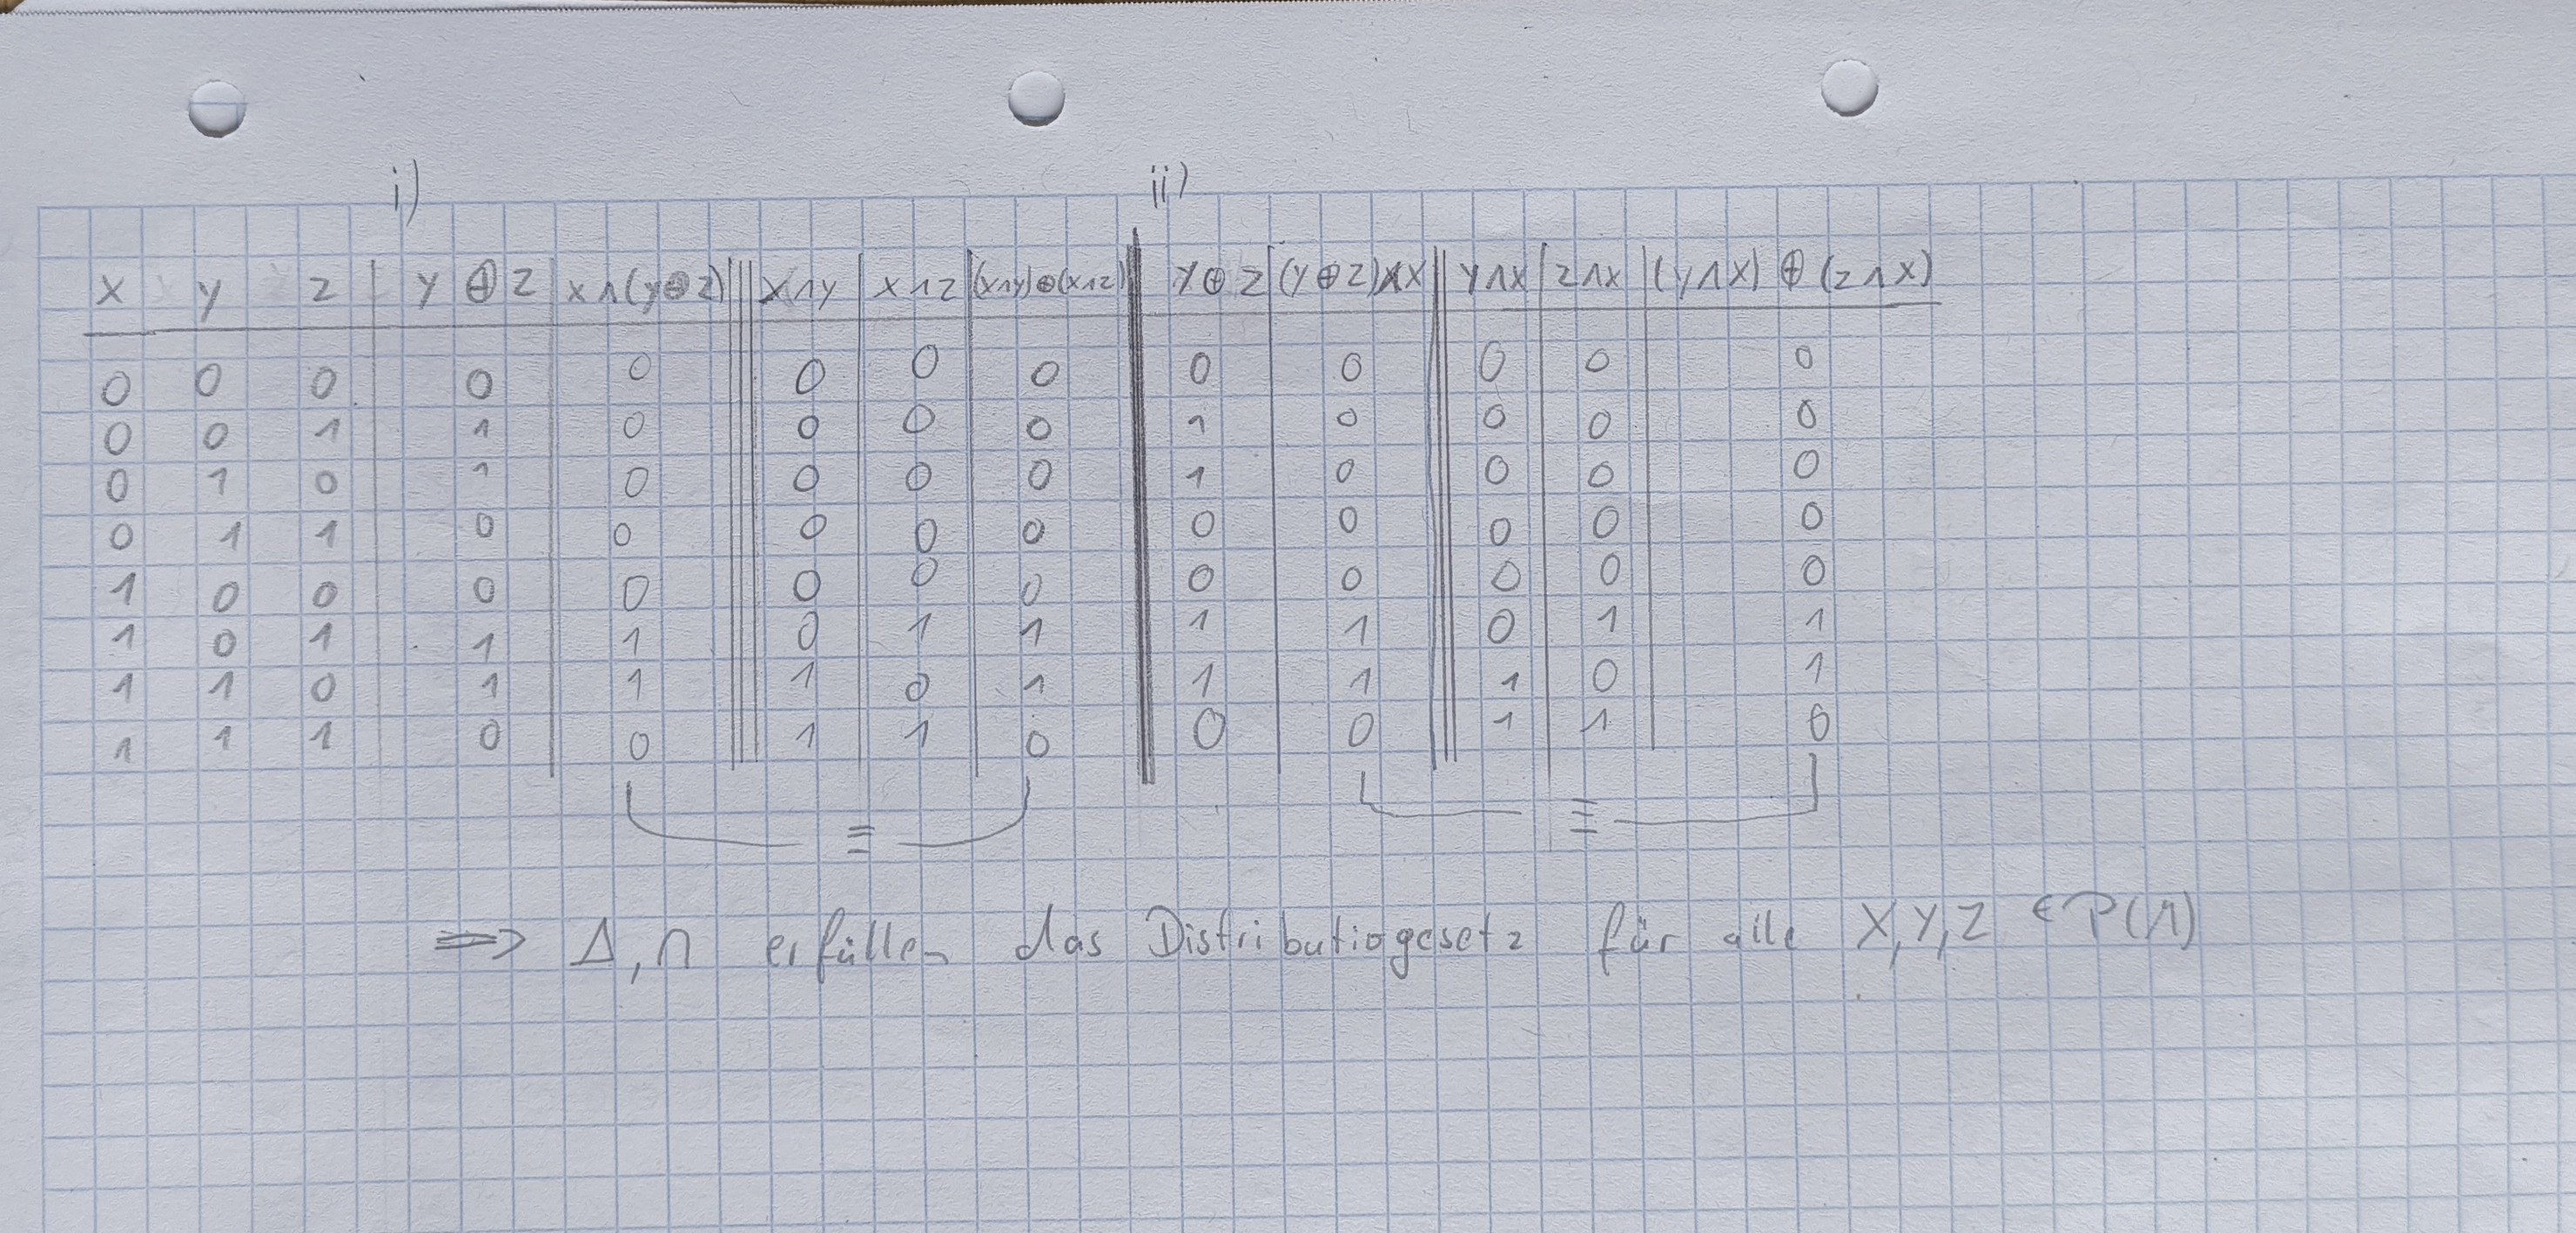 i) ii)
x y z | y ⊕ z | x ∧ (y ⊕ z) ||| x ∧ y | x ∧ z | (x∧y) ⊕ (x∧z) || y ⊕ z | (y ⊕ z) ∧ x ||| y ∧ x | z ∧ x | (y ∧ x) ⊕ (z ∧ x)
0 0 0 | 0 | 0 ||| 0 | 0 | 0 || 0 | 0 ||| 0 | 0 | 0
0 0 1 | 1 | 0 ||| 0 | 0 | 0 || 1 | 0 ||| 0 | 0 | 0
0 1 0 | 1 | 0 ||| 0 | 0 | 0 || 1 | 0 ||| 0 | 0 | 0
0 1 1 | 0 | 0 ||| 0 | 0 | 0 || 0 | 0 ||| 0 | 0 | 0
1 0 0 | 0 | 0 ||| 0 | 0 | 0 || 0 | 0 ||| 0 | 0 | 0
1 0 1 | 1 | 1 ||| 0 | 1 | 1 || 1 | 1 ||| 0 | 1 | 1
1 1 0 | 1 | 1 ||| 1 | 0 | 1 || 1 | 1 ||| 1 | 0 | 1
1 1 1 | 0 | 0 ||| 1 | 1 | 0 || 0 | 0 ||| 1 | 1 | 0
≡ ≡
⇒ Δ, ∩ erfüllen das Distributiogesetz für alle X, Y, Z ∈ P(